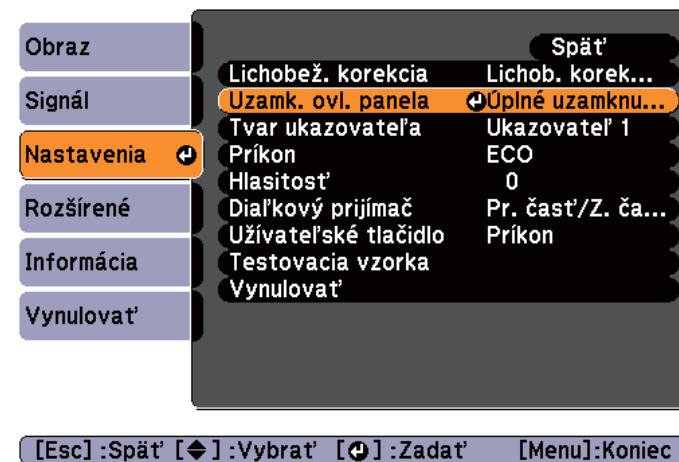 Obraz
Signál
Nastavenia
Rozšírené
Informácia
Vynulovať
Späť
Lichobež. korekcia Lichob. korek...
Uzamk. ovl. panela Úplné uzamknu...
Tvar ukazovateľa Ukazovateľ 1
Príkon ECO
Hlasitosť 0
Diaľkový prijímač Pr. časť/Z. ča...
Užívateľské tlačidlo Príkon
Testovacia vzorka
Vynulovať
[Esc] :Späť [◆] :Vybrať [⏎] :Zadať [Menu]:Koniec